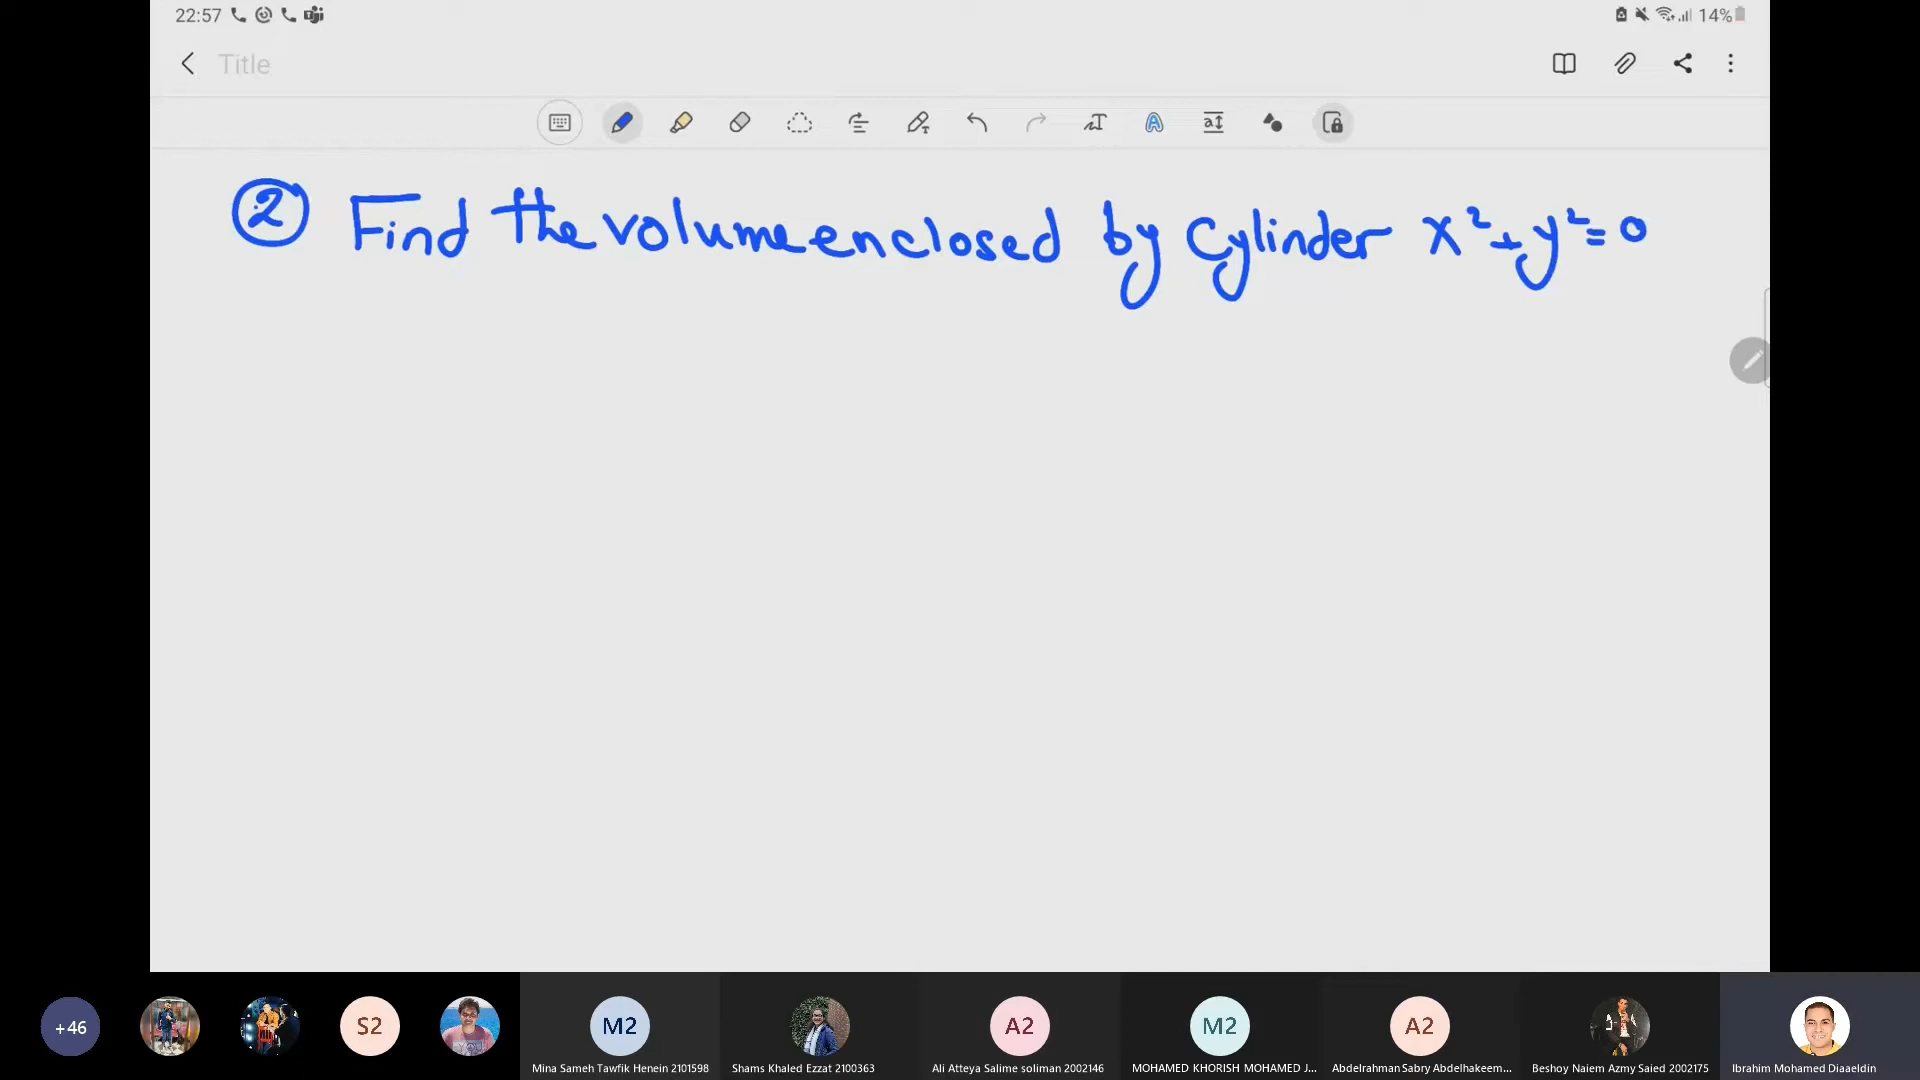 22:57
14%
Title
② Find the volume enclosed by cylinder x²+y²=0
+46
S2
M2
A2
M2
A2
Mina Sameh Tawfik Henein 2101598
Shams Khaled Ezzat 2100363
Ali Atteya Salime soliman 2002146
MOHAMED KHORISH MOHAMED J...
Abdelrahman Sabry Abdelhakeem...
Beshoy Naiem Azmy Saied 2002175
Ibrahim Mohamed Diaaeldin